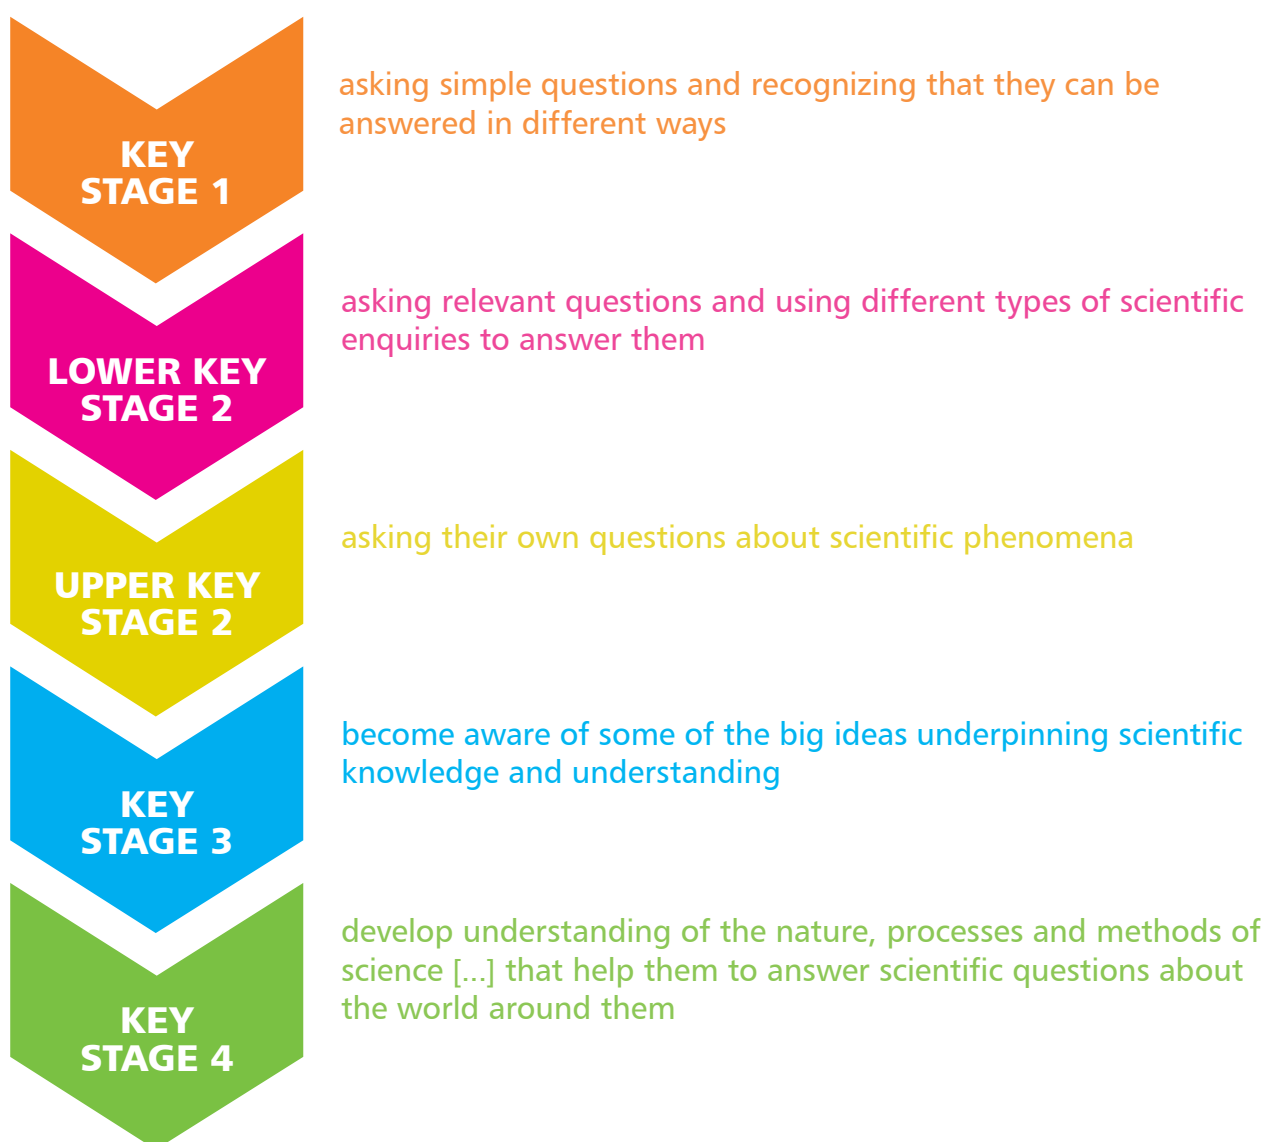 KEY
STAGE 1
asking simple questions and recognizing that they can be
answered in different ways
LOWER KEY
STAGE 2
asking relevant questions and using different types of scientific
enquiries to answer them
UPPER KEY
STAGE 2
asking their own questions about scientific phenomena
KEY
STAGE 3
become aware of some of the big ideas underpinning scientific
knowledge and understanding
KEY
STAGE 4
develop understanding of the nature, processes and methods of
science [...] that help them to answer scientific questions about
the world around them